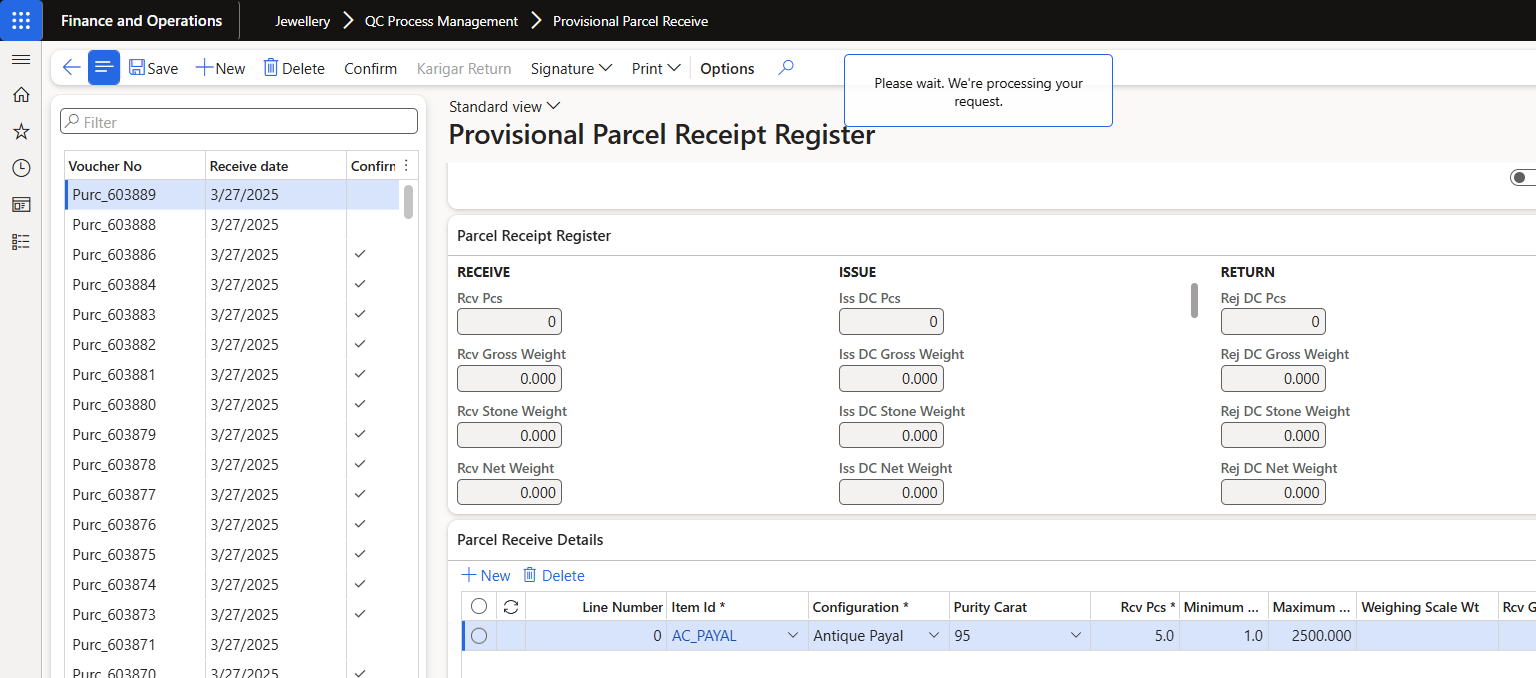 Finance and Operations
Jewellery QC Process Management Provisional Parcel Receive
Save New Delete Confirm Karigar Return Signature Print Options
Please wait. We're processing your
request.
Filter
Voucher No Receive date Confirm
Purc_603889 3/27/2025
Purc_603888 3/27/2025
Purc_603886 3/27/2025
Purc_603884 3/27/2025
Purc_603883 3/27/2025
Purc_603882 3/27/2025
Purc_603881 3/27/2025
Purc_603880 3/27/2025
Purc_603879 3/27/2025
Purc_603878 3/27/2025
Purc_603877 3/27/2025
Purc_603876 3/27/2025
Purc_603875 3/27/2025
Purc_603874 3/27/2025
Purc_603873 3/27/2025
Purc_603871 3/27/2025
Purc_603870 3/27/2025
Standard view
Provisional Parcel Receipt Register
Parcel Receipt Register
RECEIVE ISSUE RETURN
Rcv Pcs Iss DC Pcs Rej DC Pcs
0 0 0
Rcv Gross Weight Iss DC Gross Weight Rej DC Gross Weight
0.000 0.000 0.000
Rcv Stone Weight Iss DC Stone Weight Rej DC Stone Weight
0.000 0.000 0.000
Rcv Net Weight Iss DC Net Weight Rej DC Net Weight
0.000 0.000 0.000
Parcel Receive Details
New Delete
Line Number Item Id * Configuration * Purity Carat Rcv Pcs * Minimum ... Maximum ... Weighing Scale Wt Rcv G
0 AC_PAYAL Antique Payal 95 5.0 1.0 2500.000